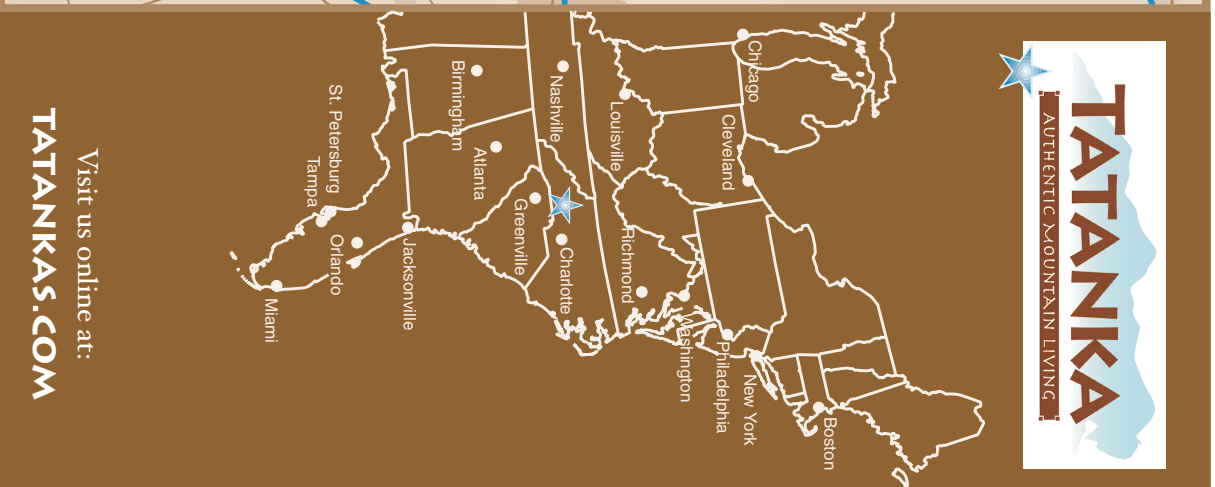 TATANKA
AUTHENTIC MOUNTAIN LIVING
Chicago
Cleveland
Boston
New York
Philadelphia
Washington
Louisville
Richmond
Nashville
Charlotte
Greenville
Birmingham
Atlanta
Jacksonville
St. Petersburg
Tampa
Orlando
Miami
Visit us online at:
TATANKAS.COM